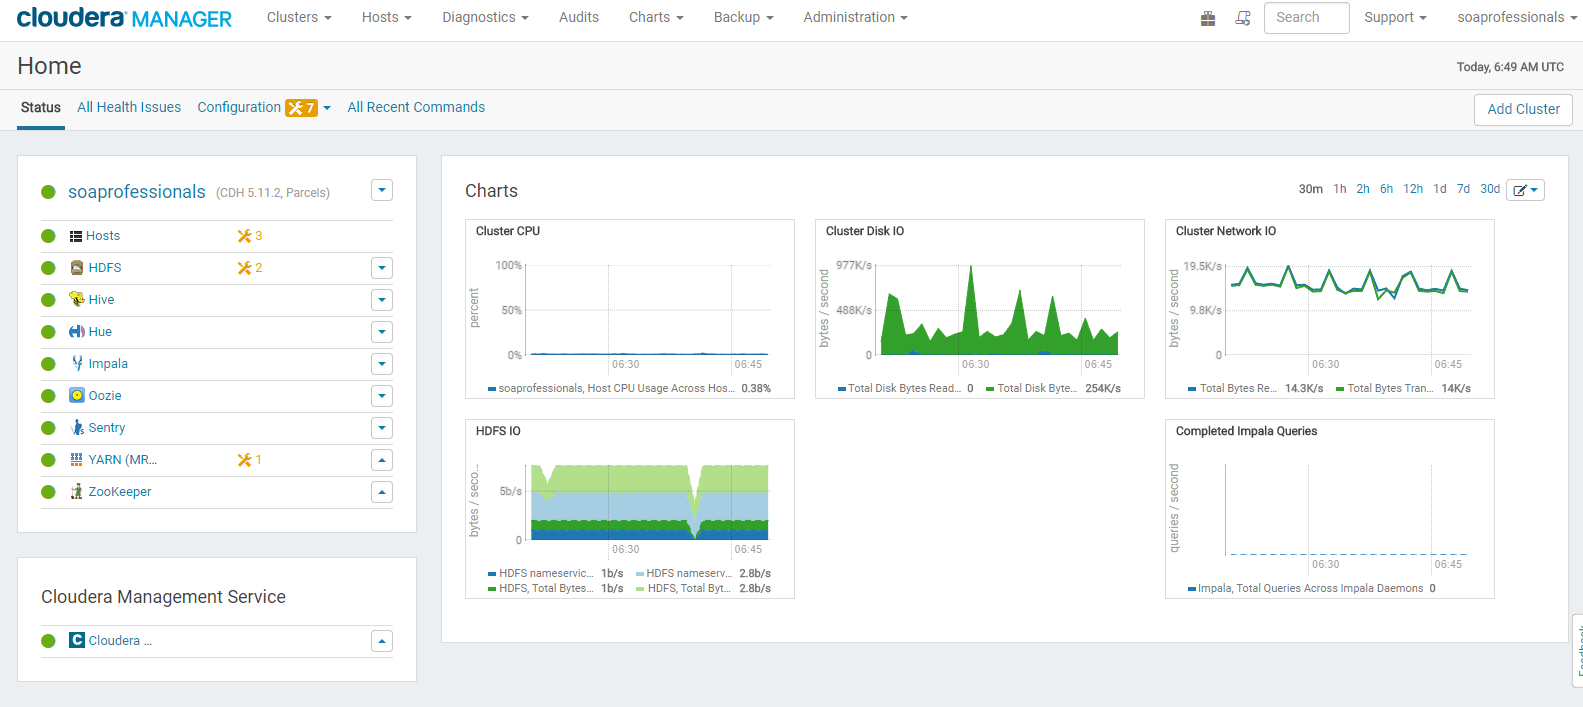 cloudera MANAGER Clusters Hosts Diagnostics Audits Charts Backup Administration Search Support soaprofessionals
Home
Today, 6:49 AM UTC
Status All Health Issues Configuration 7 All Recent Commands Add Cluster
soaprofessionals (CDH 5.11.2, Parcels)
Hosts 3
HDFS 2
Hive
Hue
Impala
Oozie
Sentry
YARN (MR... 1
ZooKeeper
Cloudera Management Service
Cloudera ...
Charts 30m 1h 2h 6h 12h 1d 7d 30d
Cluster CPU
percent
100%
50%
0%
06:30 06:45
soaprofessionals, Host CPU Usage Across Hos... 0.38%
Cluster Disk IO
bytes / second
977K/s
488K/s
0
06:30 06:45
Total Disk Bytes Read... 0 Total Disk Byte... 254K/s
Cluster Network IO
bytes / second
19.5K/s
9.8K/s
0
06:30 06:45
Total Bytes Re... 14.3K/s Total Bytes Tran... 14K/s
HDFS IO
bytes / seco...
5b/s
0
06:30 06:45
HDFS nameservic... 1b/s HDFS nameserv... 2.8b/s
HDFS, Total Bytes... 1b/s HDFS, Total Byt... 2.8b/s
Completed Impala Queries
queries / second
06:30 06:45
Impala, Total Queries Across Impala Daemons 0